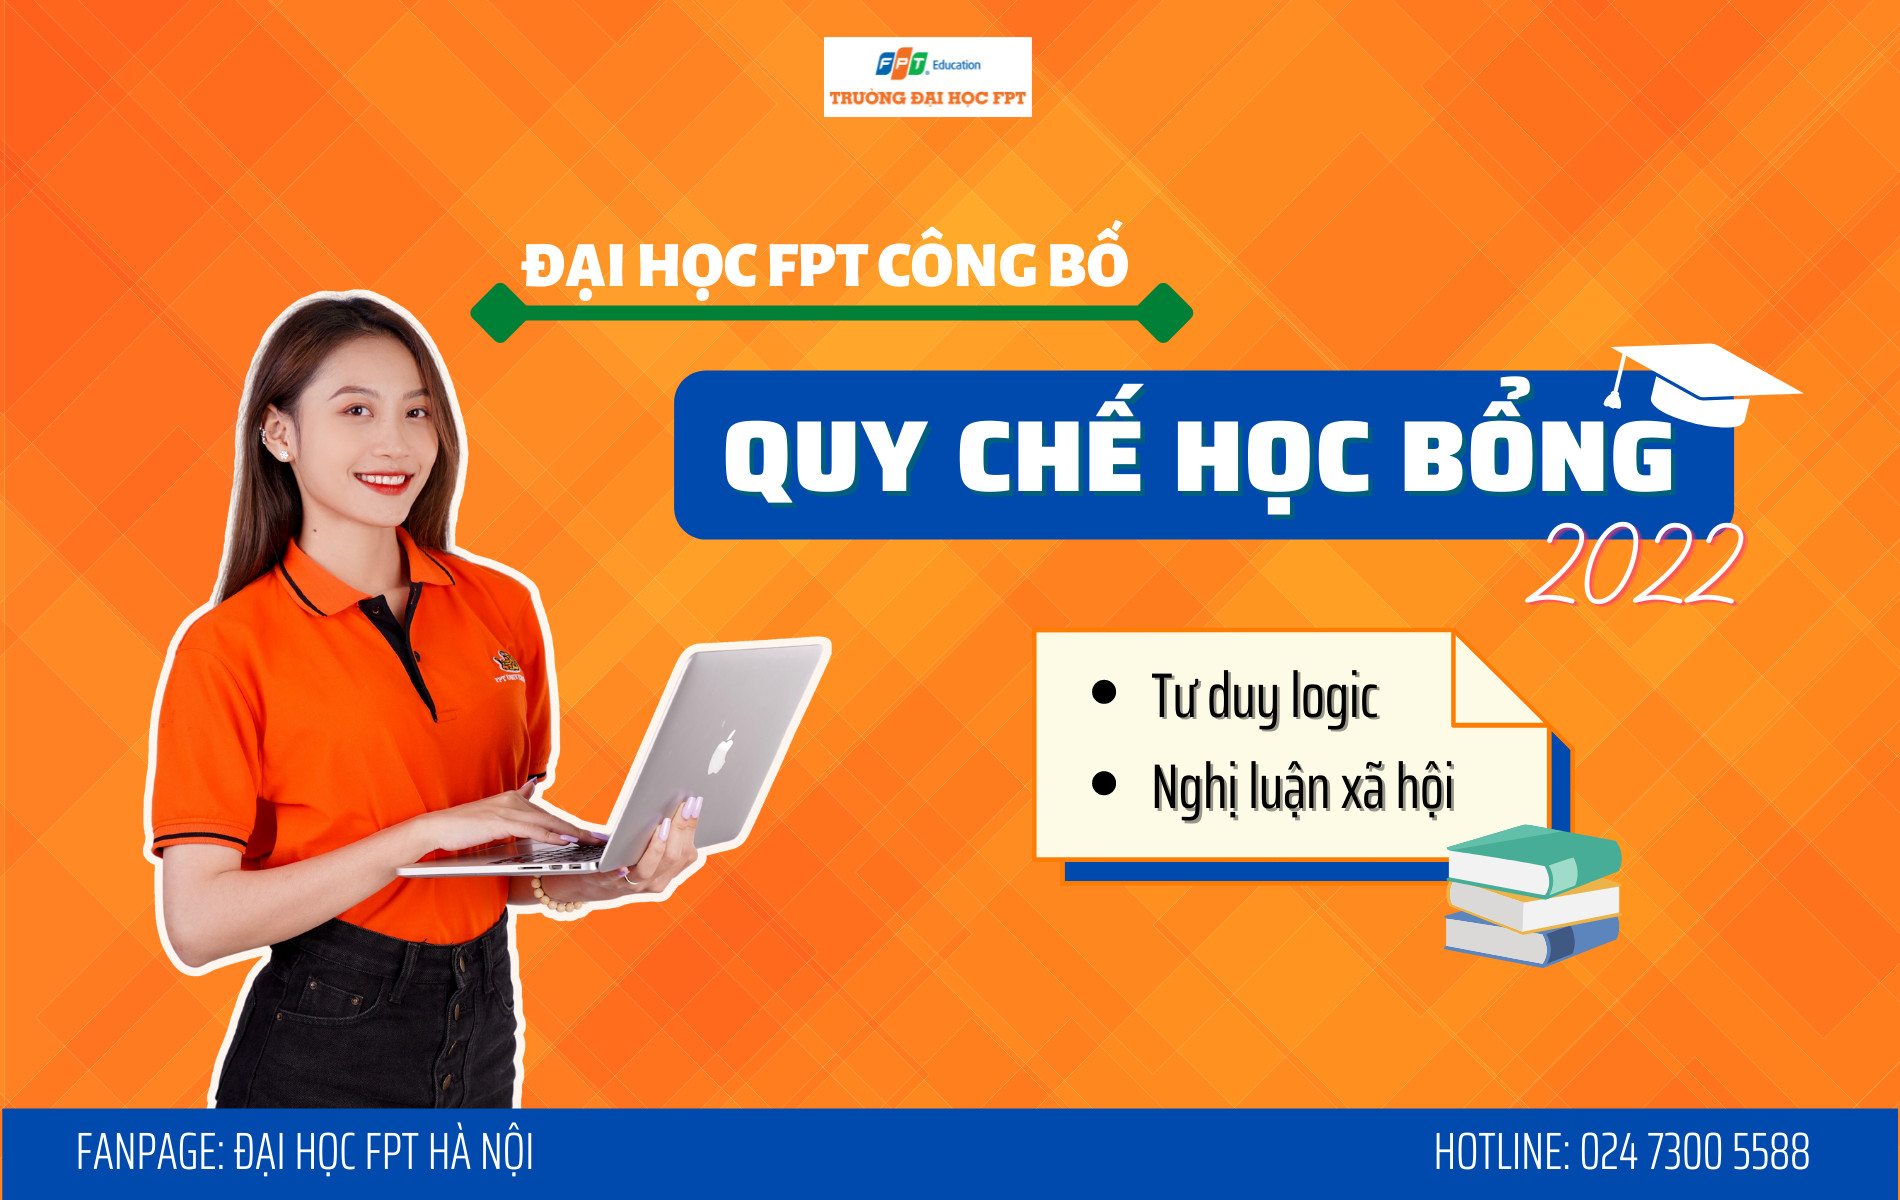 FPT Education
TRƯỜNG ĐẠI HỌC FPT
ĐẠI HỌC FPT CÔNG BỐ
QUY CHẾ HỌC BỔNG
2022
• Tư duy logic
• Nghị luận xã hội
FANPAGE: ĐẠI HỌC FPT HÀ NỘI
HOTLINE: 024 7300 5588